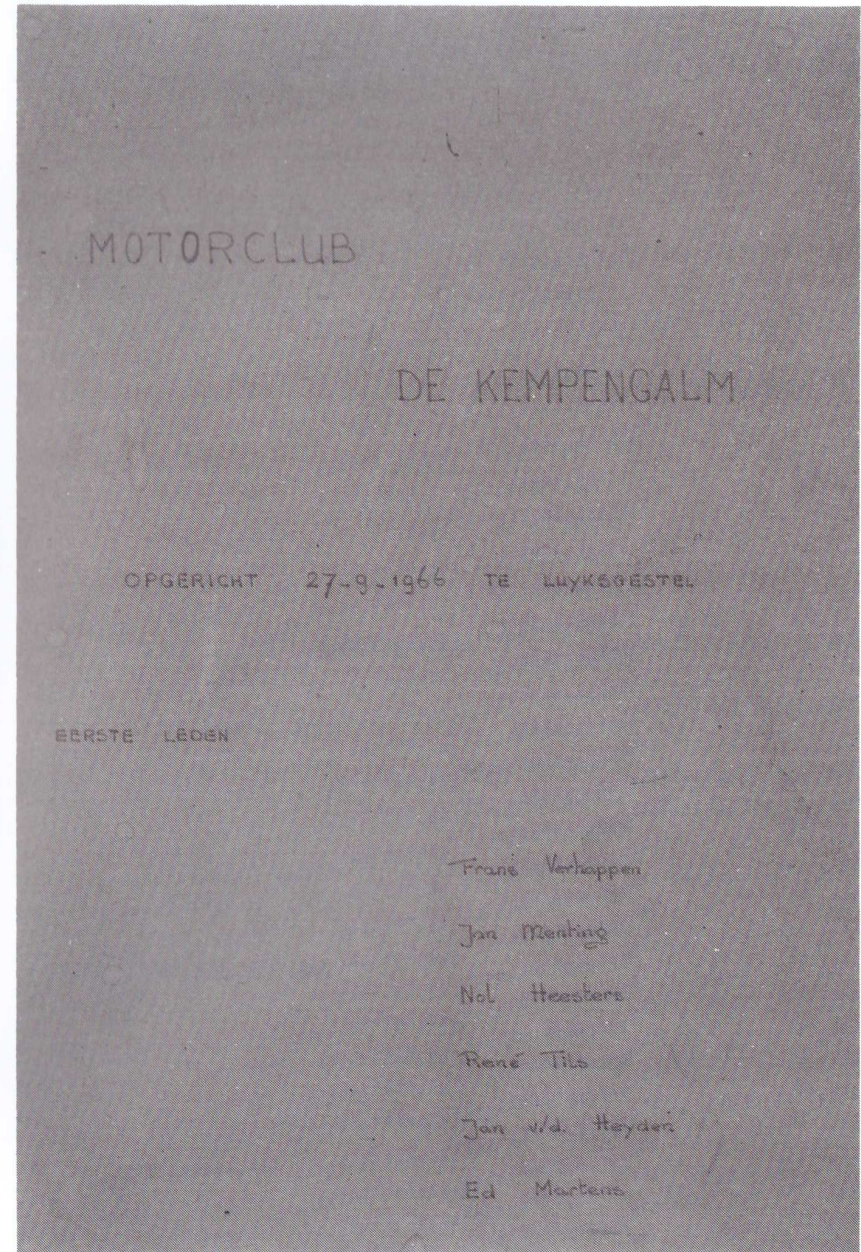 MOTORCLUB
DE KEMPENGALM
OPGERICHT 27-9-1966 TE LUYKSGESTEL
EERSTE LEDEN
Frans Verhappen
Jan Menting
Nol Heesters
René Tils
Jan v/d. Heyden
Ed Martens